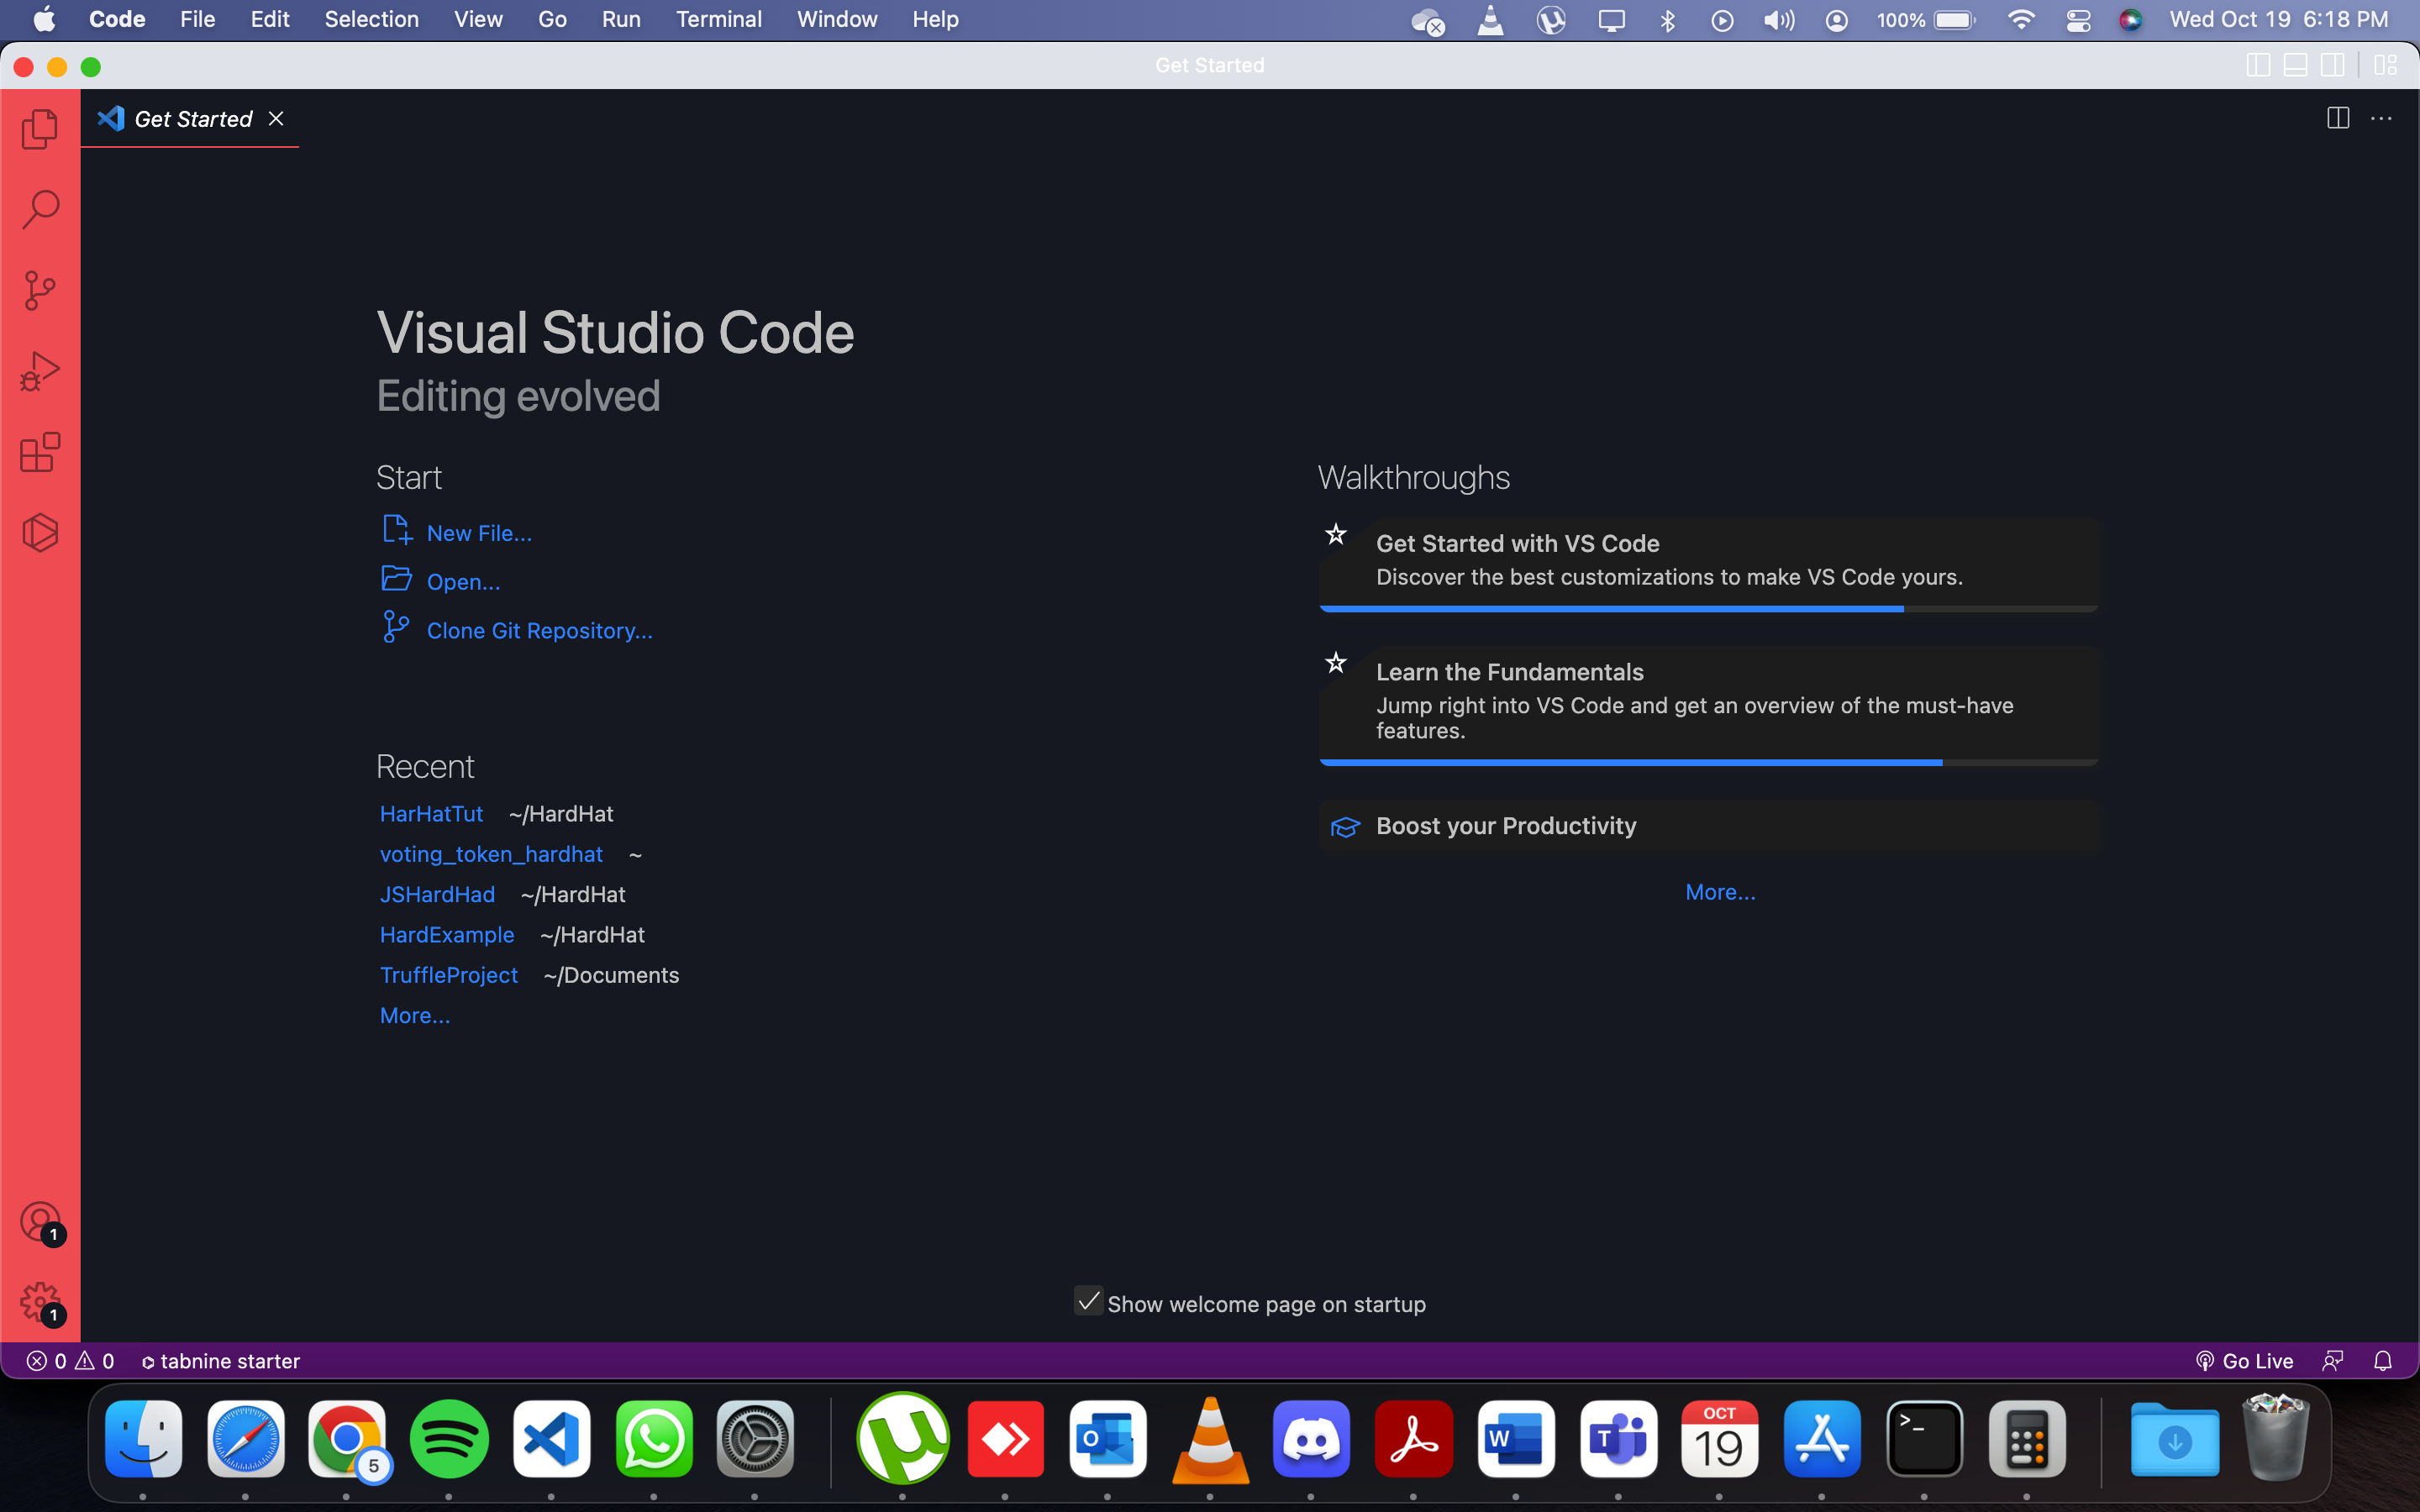 Code File Edit Selection View Go Run Terminal Window Help 100% Wed Oct 19 6:18 PM
Get Started
Get Started
Visual Studio Code
Editing evolved
Start
New File...
Open...
Clone Git Repository...
Recent
HarHatTut ~/HardHat
voting_token_hardhat ~
JSHardHad ~/HardHat
HardExample ~/HardHat
TruffleProject ~/Documents
More...
Walkthroughs
Get Started with VS Code
Discover the best customizations to make VS Code yours.
Learn the Fundamentals
Jump right into VS Code and get an overview of the must-have
features.
Boost your Productivity
More...
1
1
Show welcome page on startup
0 0 tabnine starter Go Live
5
O
W
T
OCT
19
>_